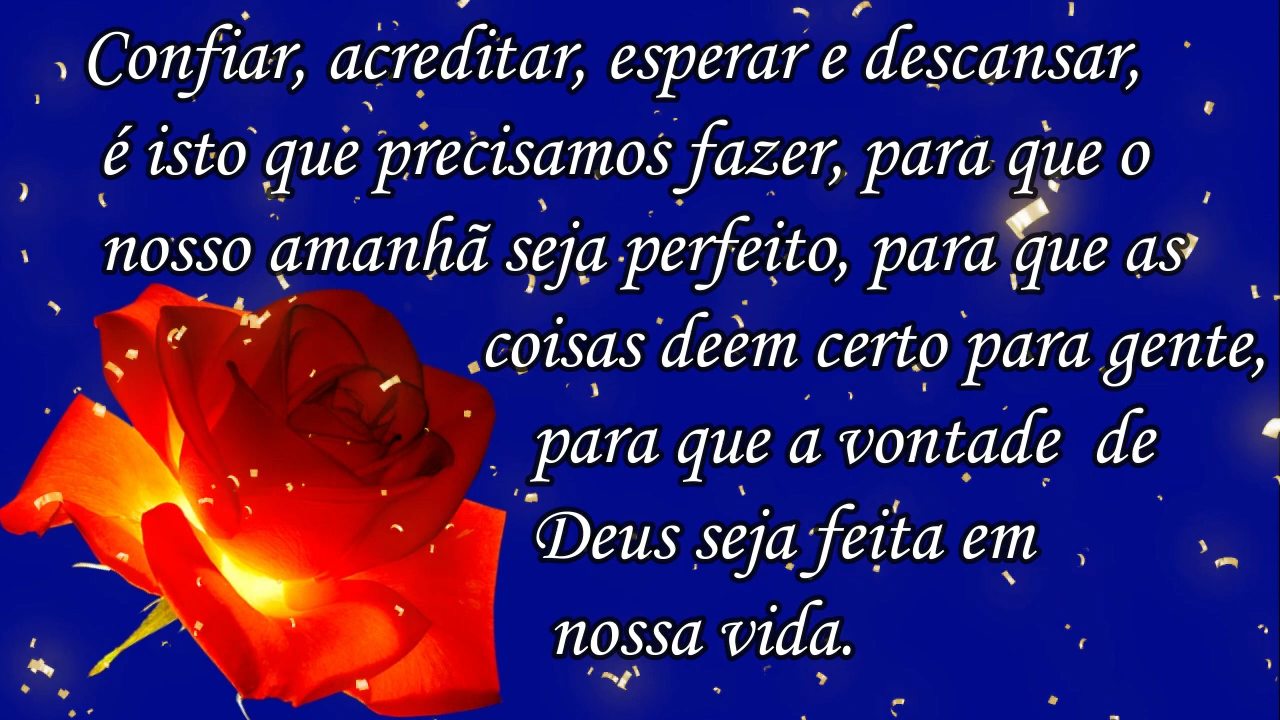 Confiar, acreditar, esperar e descansar,
é isto que precisamos fazer, para que o
nosso amanhã seja perfeito, para que as
coisas deem certo para gente,
para que a vontade de
Deus seja feita em
nossa vida.